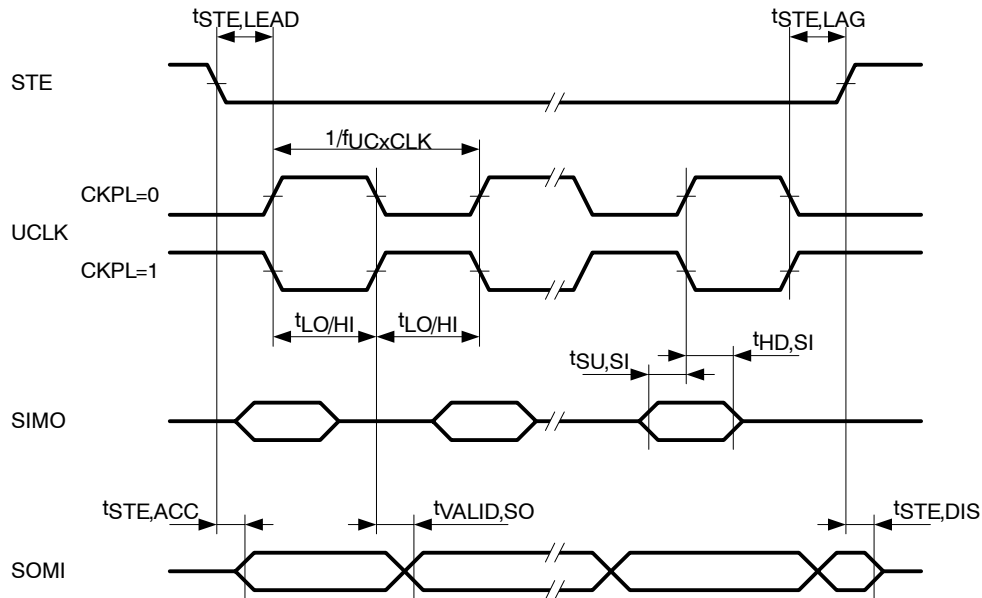 tSTE,LEAD
tSTE,LAG
STE
1/fUCxCLK
CKPL=0
UCLK
CKPL=1
tLO/HI
tLO/HI
tHD,SI
tSU,SI
SIMO
tSTE,ACC
tVALID,SO
tSTE,DIS
SOMI